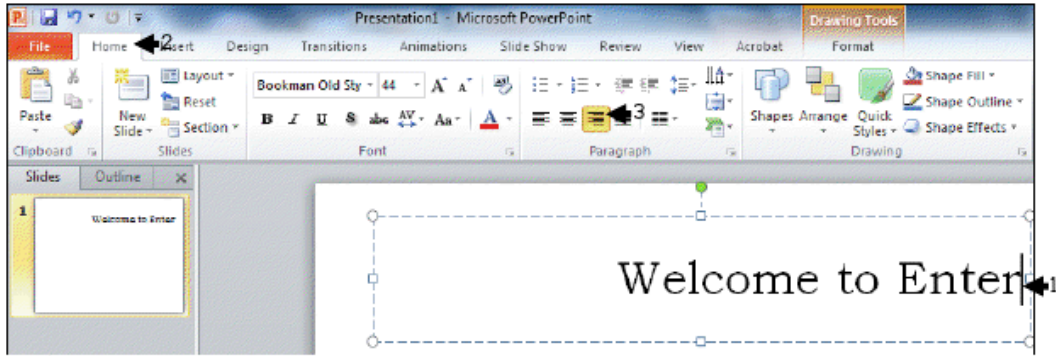 Presentation1 - Microsoft PowerPoint
Drawing Tools
File Home 2 Insert Design Transitions Animations Slide Show Review View Acrobat Format
Paste
New Slide
Layout
Reset
Section
Bookman Old Sty 44 A A
B I U S abc AV Aa A
3
Shapes Arrange Quick Styles
Shape Fill
Shape Outline
Shape Effects
Clipboard Slides Font Paragraph Drawing
Slides Outline
1
Welcome to Enter
Welcome to Enter
1